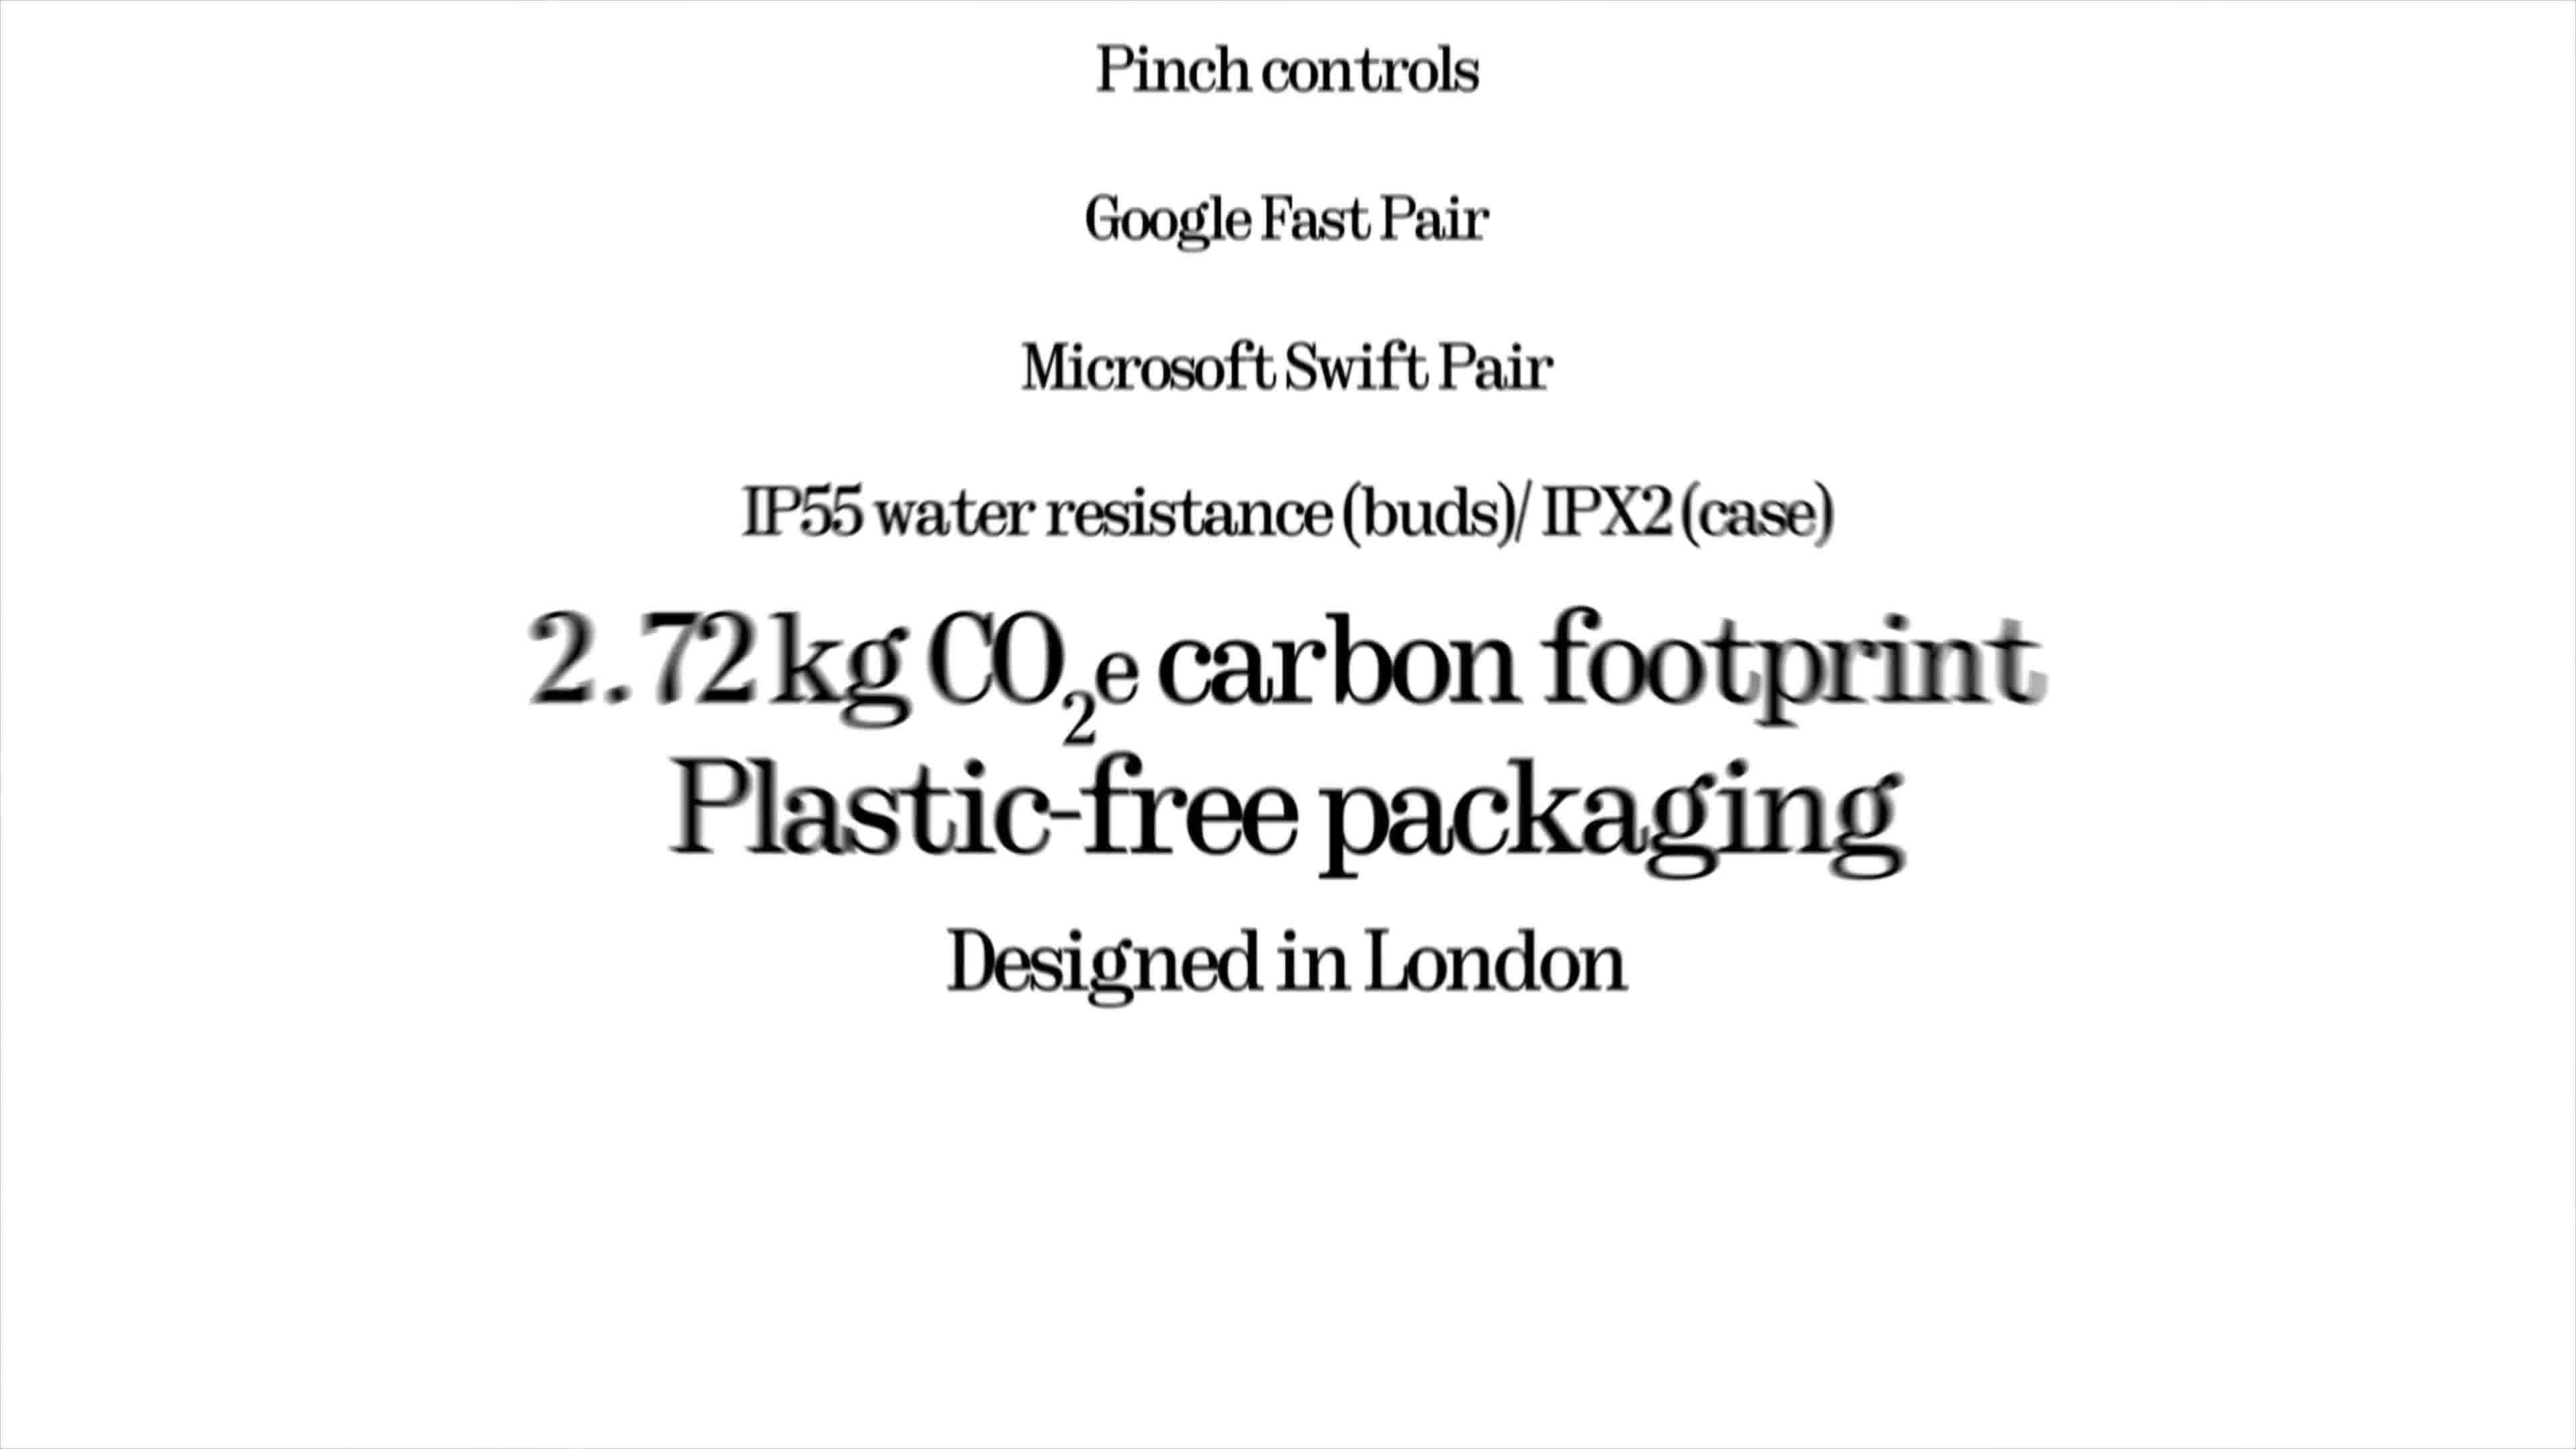 Pinch controls
Google Fast Pair
Microsoft Swift Pair
IP55 water resistance (buds)/ IPX2 (case)
2.72 kg CO₂e carbon footprint
Plastic-free packaging
Designed in London